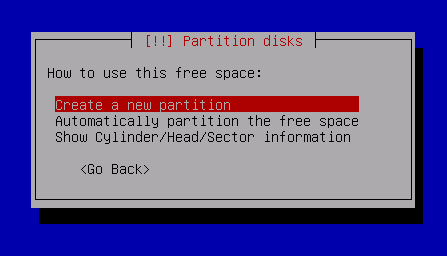 [!!] Partition disks
How to use this free space:
Create a new partition
Automatically partition the free space
Show Cylinder/Head/Sector information
<Go Back>